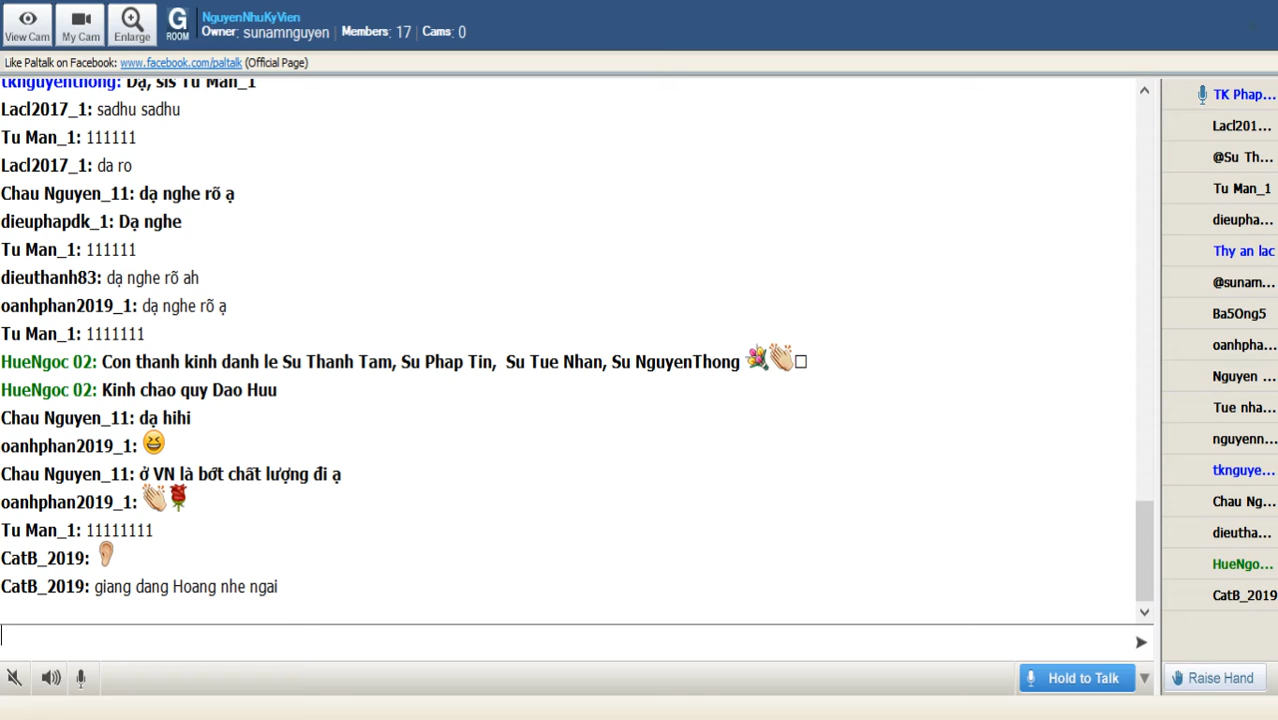 NguyenNhuKyVien
View Cam My Cam Enlarge G ROOM Owner: sunamnguyen Members: 17 Cams: 0
Like Paltalk on Facebook: www.facebook.com/paltalk (Official Page)
tknguyenthong: Dạ, sis Tu Man_1
Lacl2017_1: sadhu sadhu
Tu Man_1: 111111
Lacl2017_1: da ro
Chau Nguyen_11: dạ nghe rõ ạ
dieuphapdk_1: Dạ nghe
Tu Man_1: 111111
dieuthanh83: dạ nghe rõ ah
oanhphan2019_1: dạ nghe rõ ạ
Tu Man_1: 1111111
HueNgoc 02: Con thanh kinh danh le Su Thanh Tam, Su Phap Tin, Su Tue Nhan, Su NguyenThong
HueNgoc 02: Kinh chao quy Dao Huu
Chau Nguyen_11: dạ hihi
oanhphan2019_1:
Chau Nguyen_11: ở VN là bớt chất lượng đi ạ
oanhphan2019_1:
Tu Man_1: 11111111
CatB_2019:
CatB_2019: giang dang Hoang nhe ngai
TK Phap...
Lacl201...
@Su Th...
Tu Man_1
dieupha...
Thy an lac
@sunam...
Ba5Ong5
oanhpha...
Nguyen ...
Tue nha...
nguyenn...
tknguye...
Chau Ng...
dieutha...
HueNgo...
CatB_2019
Hold to Talk
Raise Hand